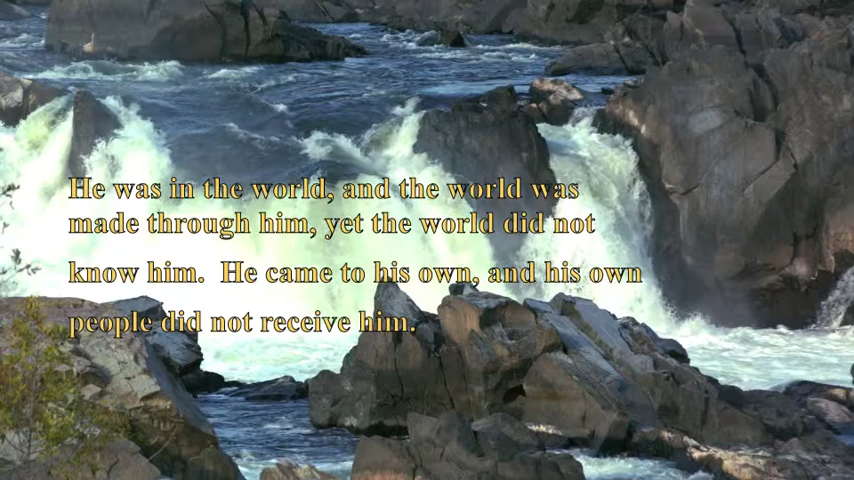 He was in the world, and the world was
made through him, yet the world did not
know him.  He came to his own, and his own
people did not receive him.